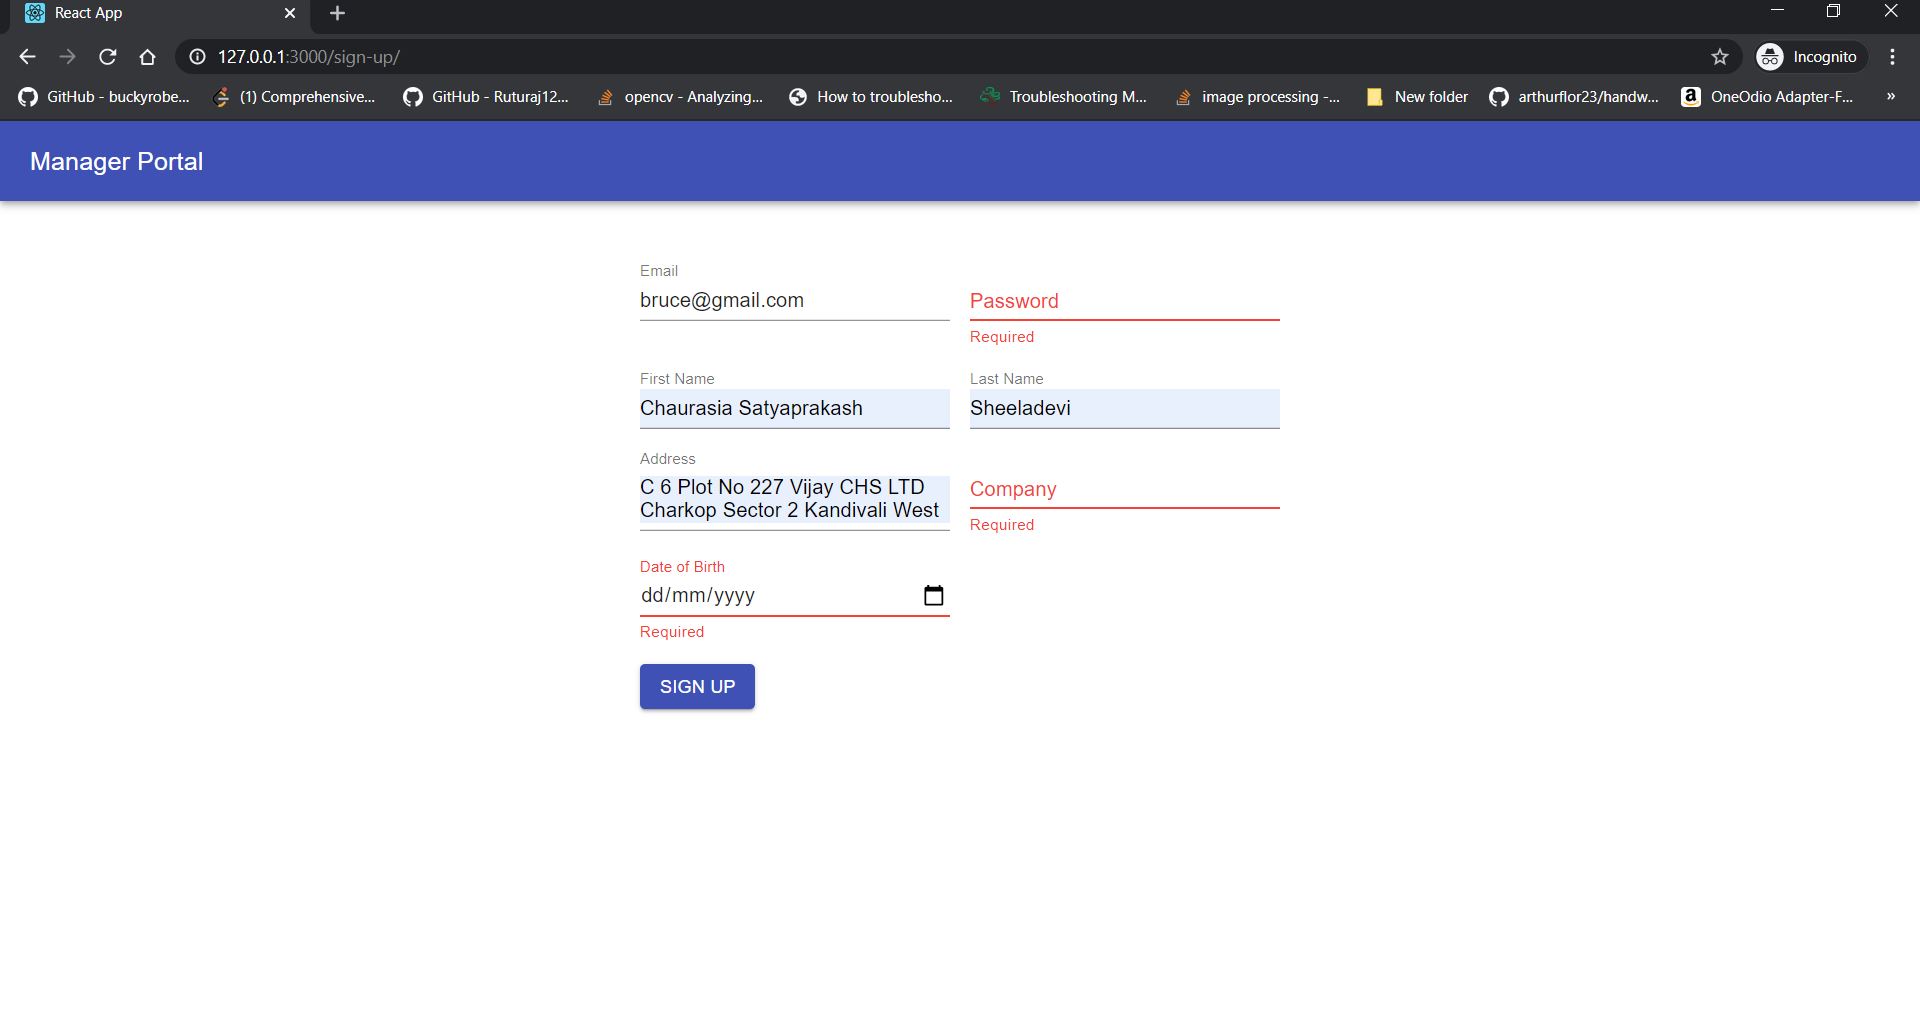 React App
127.0.0.1:3000/sign-up/
Incognito
GitHub - buckyrobe...
(1) Comprehensive...
GitHub - Ruturaj12...
opencv - Analyzing...
How to troublesho...
Troubleshooting M...
image processing -...
New folder
arthurflor23/handw...
OneOdio Adapter-F...
»
Manager Portal
Email
bruce@gmail.com
Password
Required
First Name
Chaurasia Satyaprakash
Last Name
Sheeladevi
Address
C 6 Plot No 227 Vijay CHS LTD
Charkop Sector 2 Kandivali West
Company
Required
Date of Birth
dd/mm/yyyy
Required
SIGN UP